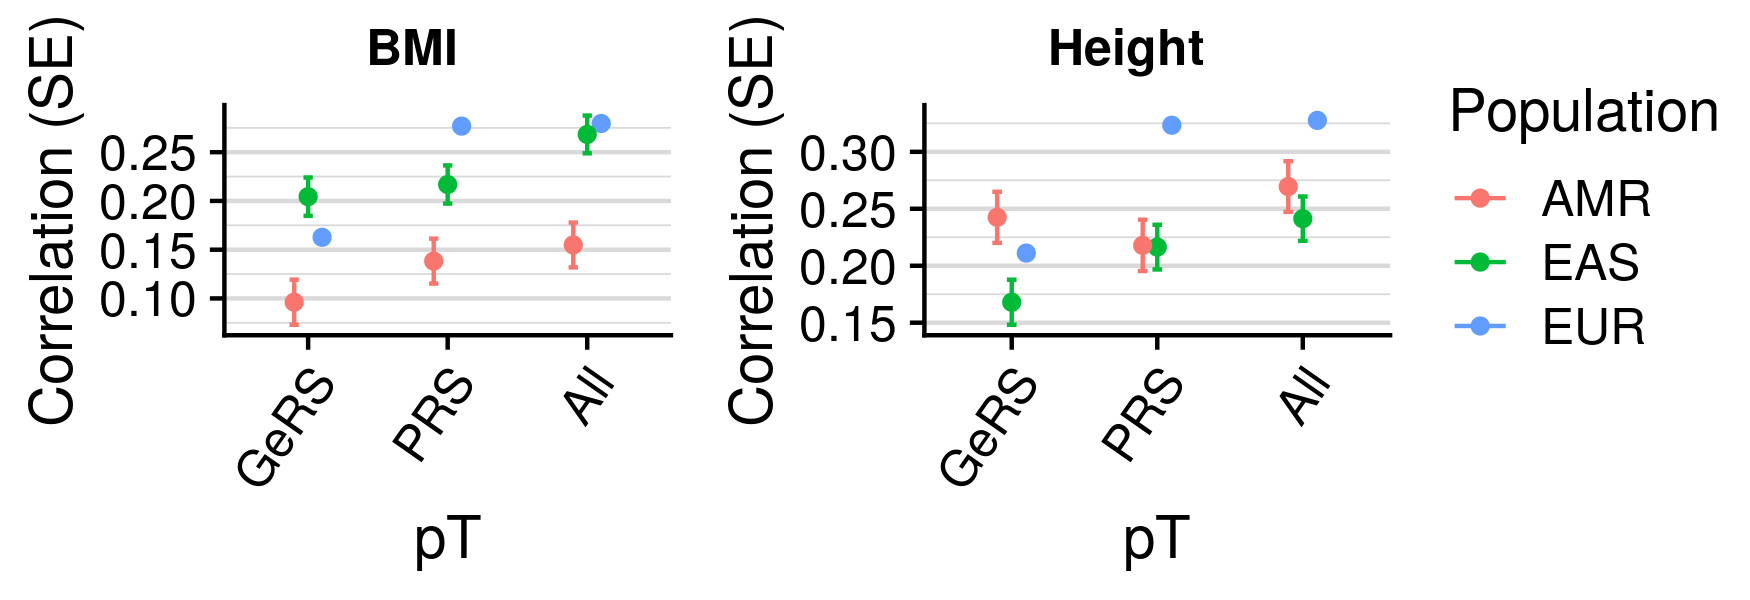 BMI
Correlation (SE)
0.25
0.20
0.15
0.10
GeRS
PRS
All
pT
Height
Correlation (SE)
0.30
0.25
0.20
0.15
GeRS
PRS
All
pT
Population
AMR
EAS
EUR